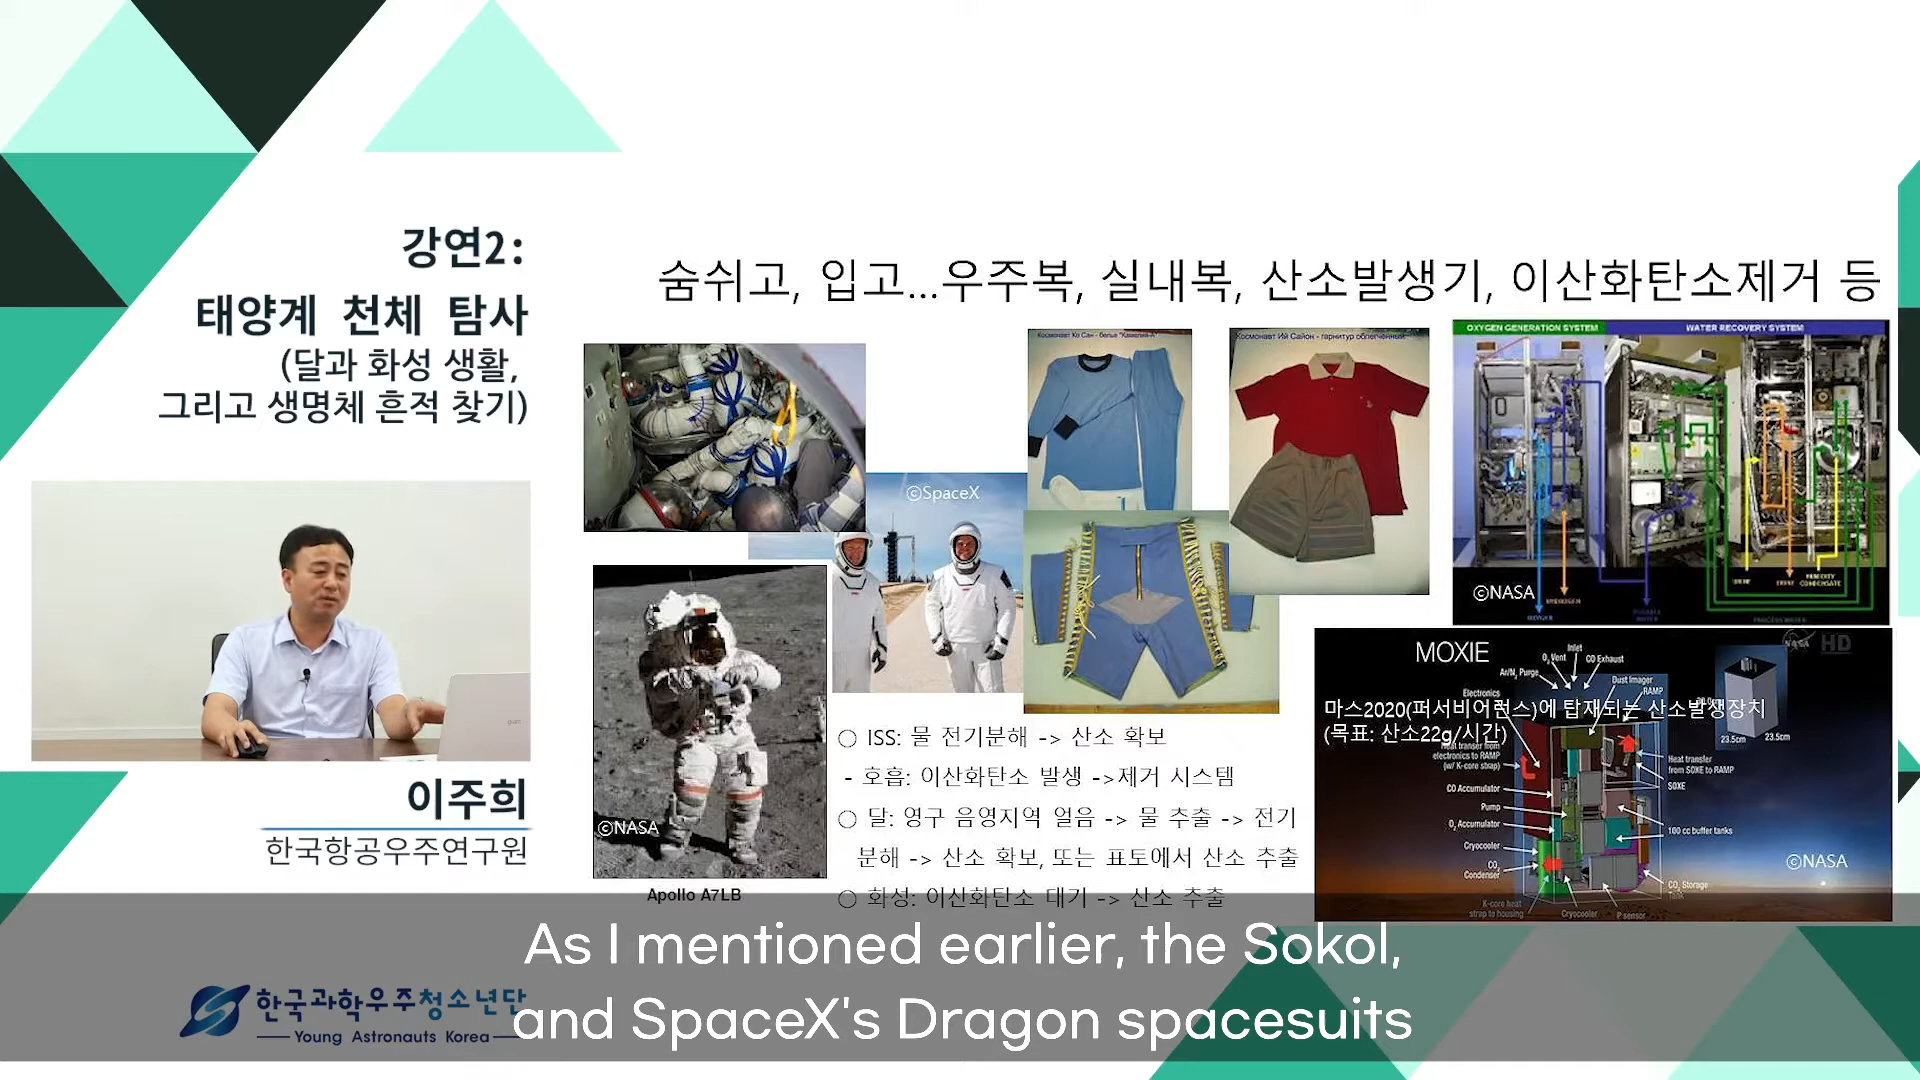 강연2:
태양계 천체 탐사
(달과 화성 생활,
그리고 생명체 흔적 찾기)
이주희
한국항공우주연구원
숨쉬고, 입고...우주복, 실내복, 산소발생기, 이산화탄소제거 등
ⓒSpaceX
ⓒNASA
Apollo A7LB
Космонавт Ко Сан - белье "Камелия-А"
Космонавт Ий Сайон - гарнитур облегченный
OXYGEN GENERATION SYSTEM
WATER RECOVERY SYSTEM
ⓒNASA
○ ISS: 물 전기분해 -> 산소 확보
- 호흡: 이산화탄소 발생 ->제거 시스템
○ 달: 영구 음영지역 얼음 -> 물 추출 -> 전기
분해 -> 산소 확보, 또는 표토에서 산소 추출
○ 화성: 이산화탄소 대기 -> 산소 추출
MOXIE
NASA HD
마스2020(퍼서비어런스)에 탑재되는 산소발생장치
(목표: 산소22g/시간)
Inlet
O₂ Vent
CO Exhaust
Ar/N₂ Purge
Dust Imager
RAMP
Electronics
23.5cm
23.5cm
Heat transfer from
electronics to RAMP
(w/ K-core strap)
Heat transfer
from SOXE to RAMP
SOXE
CO Accumulator
Pump
O₂ Accumulator
100 cc buffer tanks
Cryocooler
CO₂
Condenser
CO₂ Storage
Tank
K-core heat
strap to housing
Cryocooler
P sensor
ⓒNASA
As I mentioned earlier, the Sokol,
and SpaceX's Dragon spacesuits
한국과학우주청소년단
Young Astronauts Korea